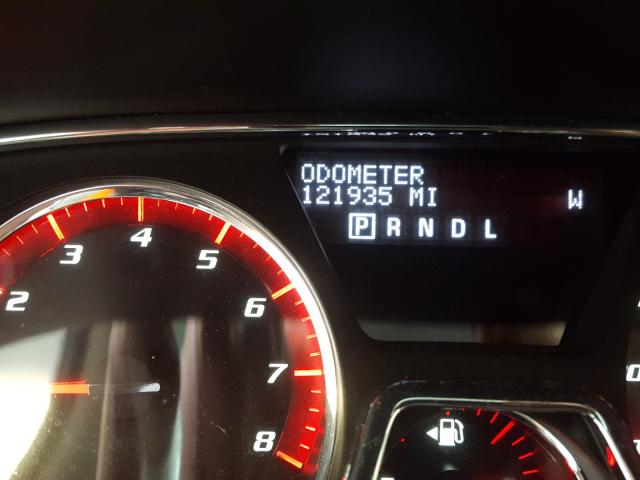 ODOMETER
121935 MI W
P R N D L
2 3 4 5 6 7 8